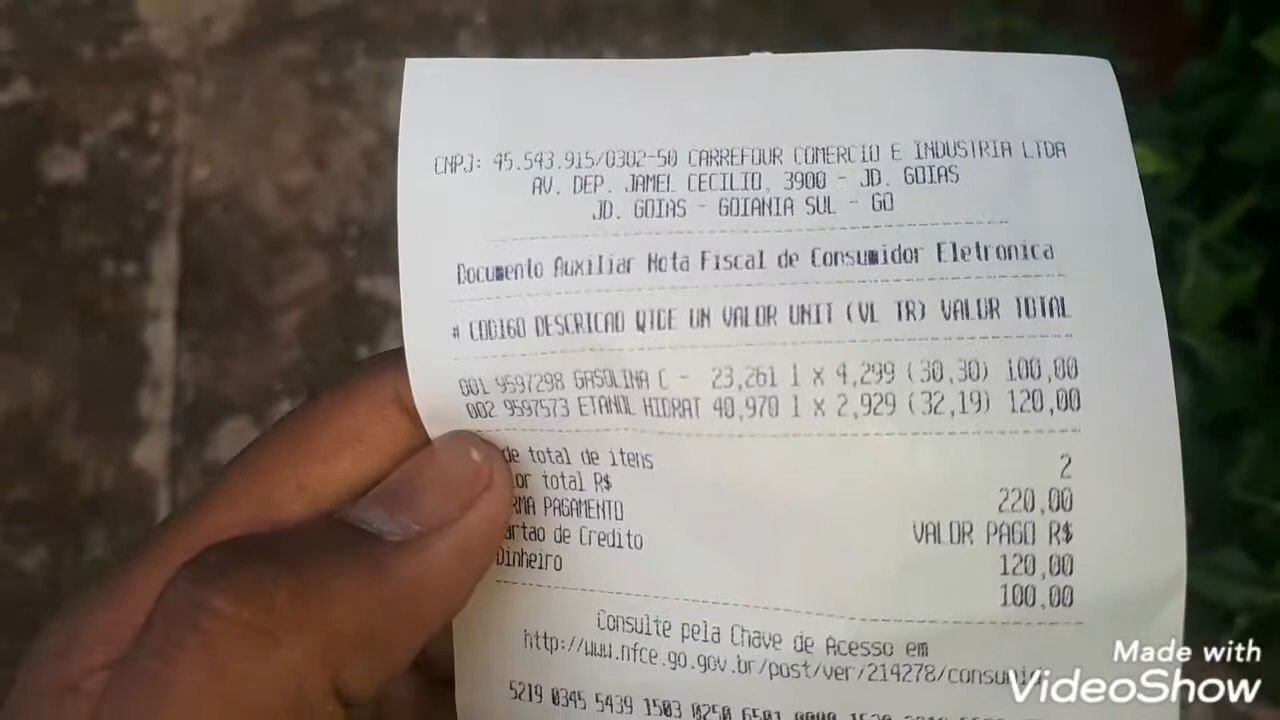 CNPJ: 45.543.915/0302-50 CARREFOUR COMERCIO E INDUSTRIA LTDA
AV. DEP. JAMEL CECILIO, 3900 - JD. GOIAS
JD. GOIAS - GOIANIA SUL - GO
Documento Auxiliar Nota Fiscal de Consumidor Eletronica
# CODIGO DESCRICAO QTDE UN VALOR UNIT (VL TR) VALOR TOTAL
001 9597298 GASOLINA C - 23,261 l x 4,299 (30,30) 100,00
002 9597573 ETANOL HIDRAT 40,970 l x 2,929 (32,19) 120,00
de total de itens 2
or total R$ 220,00
RMA PAGAMENTO VALOR PAGO R$
artao de Credito 120,00
Dinheiro 100,00
Consulte pela Chave de Acesso em
http://www.nfce.go.gov.br/post/ver/214278/consumid
5219 0345 5439 1503 0250 6501
Made with
VideoShow